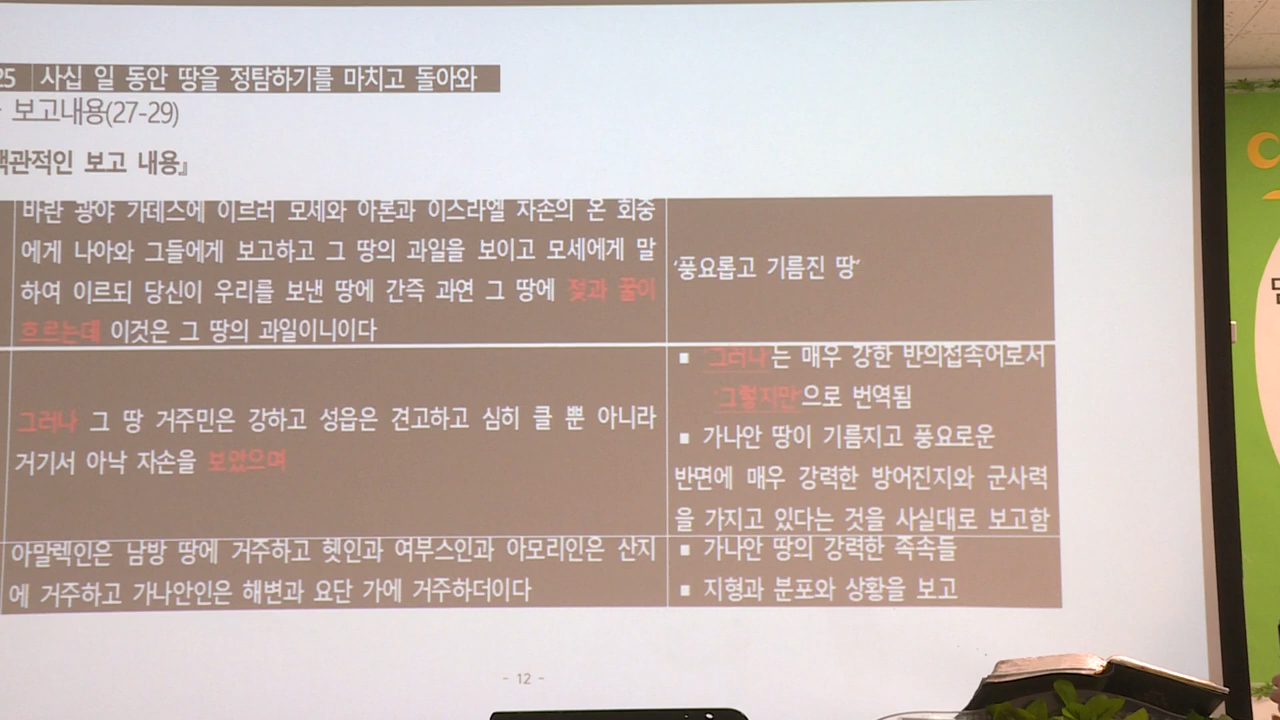 25 사십 일 동안 땅을 정탐하기를 마치고 돌아와
보고내용(27-29)
객관적인 보고 내용』
바란 광야 가데스에 이르러 모세와 아론과 이스라엘 자손의 온 회중
에게 나아와 그들에게 보고하고 그 땅의 과일을 보이고 모세에게 말
하여 이르되 당신이 우리를 보낸 땅에 간즉 과연 그 땅에 젖과 꿀이
흐르는데 이것은 그 땅의 과일이니이다
‘풍요롭고 기름진 땅’
그러나 그 땅 거주민은 강하고 성읍은 견고하고 심히 클 뿐 아니라
거기서 아낙 자손을 보았으며
▪ ‘그러나’는 매우 강한 반의접속어로서
‘그렇지만’으로 번역됨
▪ 가나안 땅이 기름지고 풍요로운
반면에 매우 강력한 방어진지와 군사력
을 가지고 있다는 것을 사실대로 보고함
아말렉인은 남방 땅에 거주하고 헷인과 여부스인과 아모리인은 산지
에 거주하고 가나안인은 해변과 요단 가에 거주하더이다
▪ 가나안 땅의 강력한 족속들
▪ 지형과 분포와 상황을 보고
- 12 -